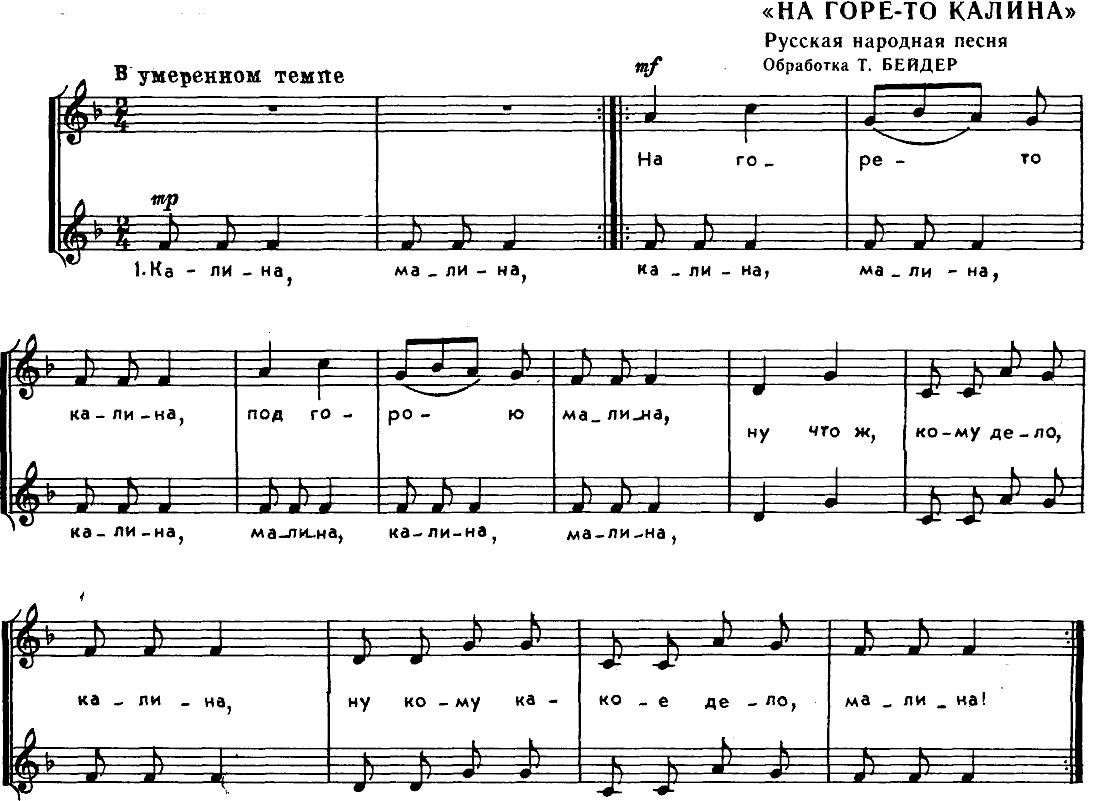 «НА ГОРЕ-ТО КАЛИНА»
Русская народная песня
Обработка Т. БЕЙДЕР
В умеренном темпе
mf
На го- ре- то
mp
1.Ка-ли-на, ма-ли-на, ка-ли-на, ма-ли-на,
ка-ли-на, под го- ро- ю ма-ли-на, ну что ж, ко-му де-ло,
ка-ли-на, ма-ли-на, ка-ли-на, ма-ли-на,
ка-ли-на, ну ко-му ка- ко-е де-ло, ма-ли-на!